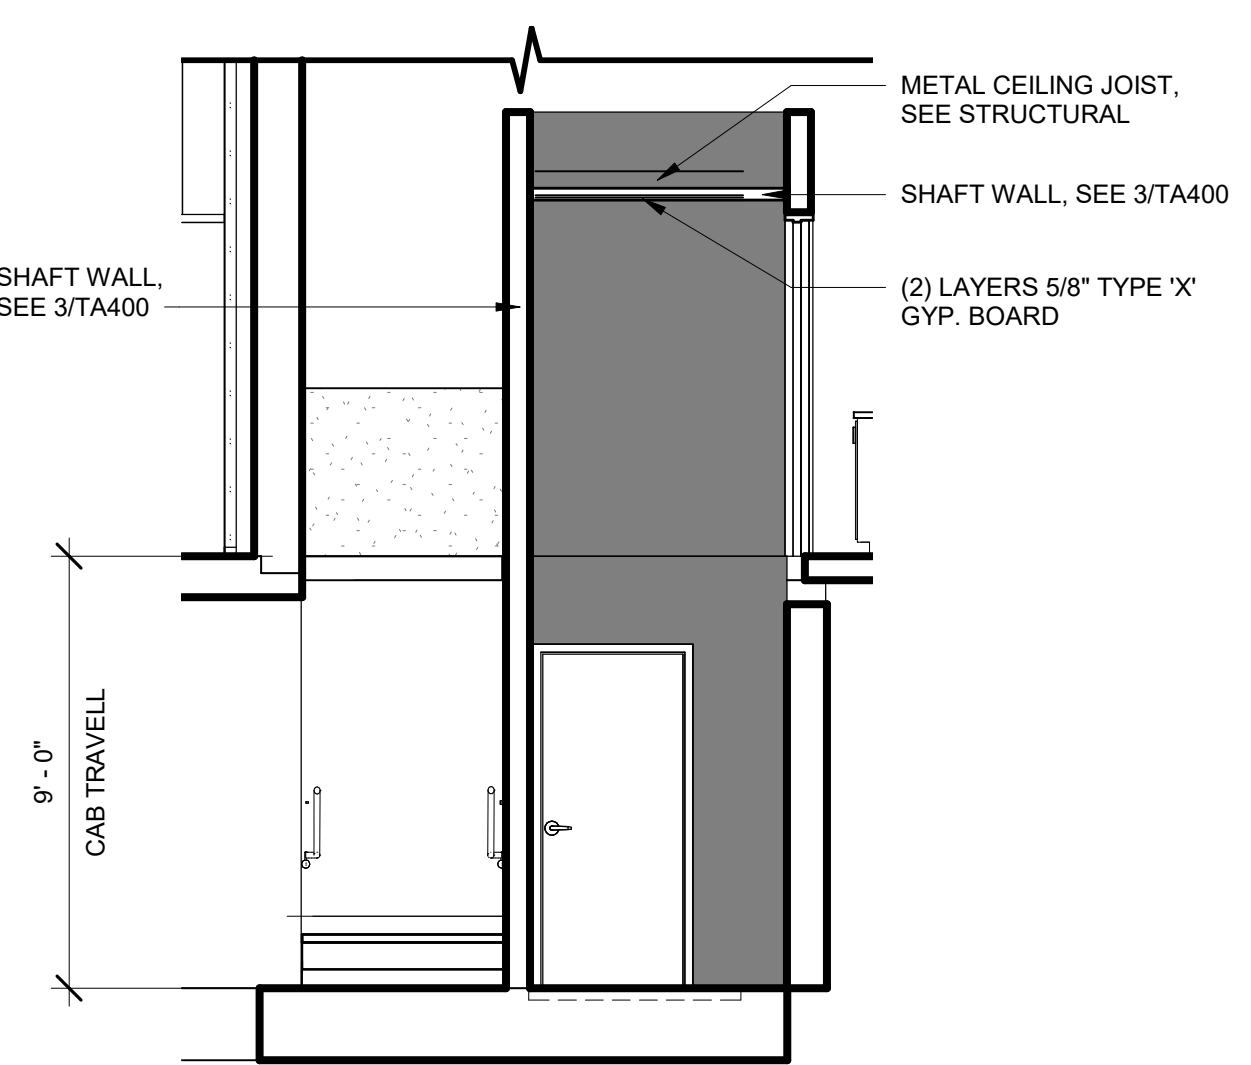 METAL CEILING JOIST,
SEE STRUCTURAL
SHAFT WALL, SEE 3/TA400
SHAFT WALL,
SEE 3/TA400
(2) LAYERS 5/8" TYPE 'X'
GYP. BOARD
9' - 0"
CAB TRAVELL